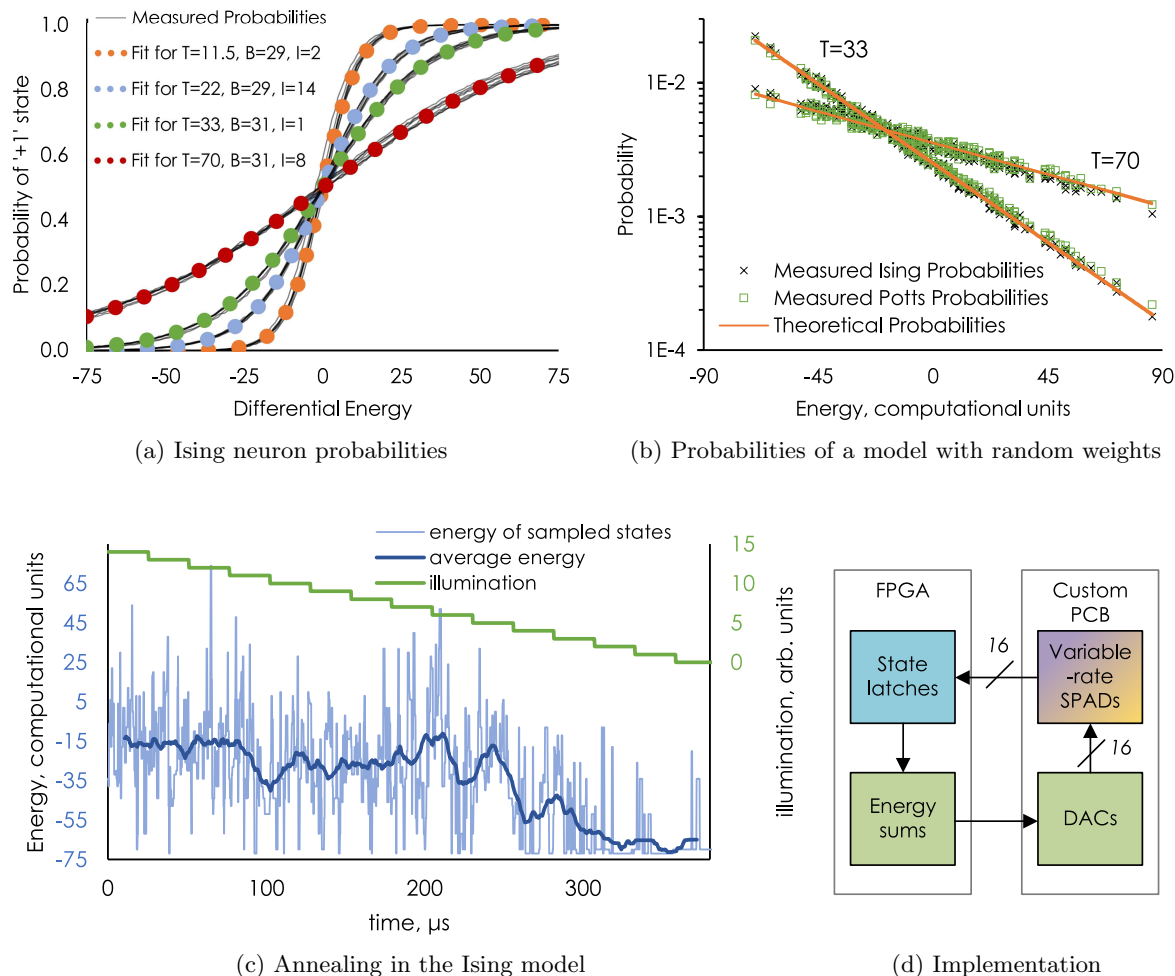 Measured Probabilities
Fit for T=11.5, B=29, I=2
Fit for T=22, B=29, I=14
Fit for T=33, B=31, I=1
Fit for T=70, B=31, I=8
Probability of '+1' state
1.0
0.8
0.6
0.4
0.2
0.0
-75 -50 -25 0 25 50 75
Differential Energy
(a) Ising neuron probabilities
T=33
T=70
Probability
1E-2
1E-3
1E-4
Measured Ising Probabilities
Measured Potts Probabilities
Theoretical Probabilities
-90 -45 0 45 90
Energy, computational units
(b) Probabilities of a model with random weights
energy of sampled states
average energy
illumination
Energy, computational units
65
45
25
5
-15
-35
-55
-75
15
10
5
0
illumination, arb. units
0 100 200 300
time, µs
(c) Annealing in the Ising model
FPGA
Custom
PCB
State
latches
16
Variable
-rate
SPADs
16
Energy
sums
DACs
(d) Implementation